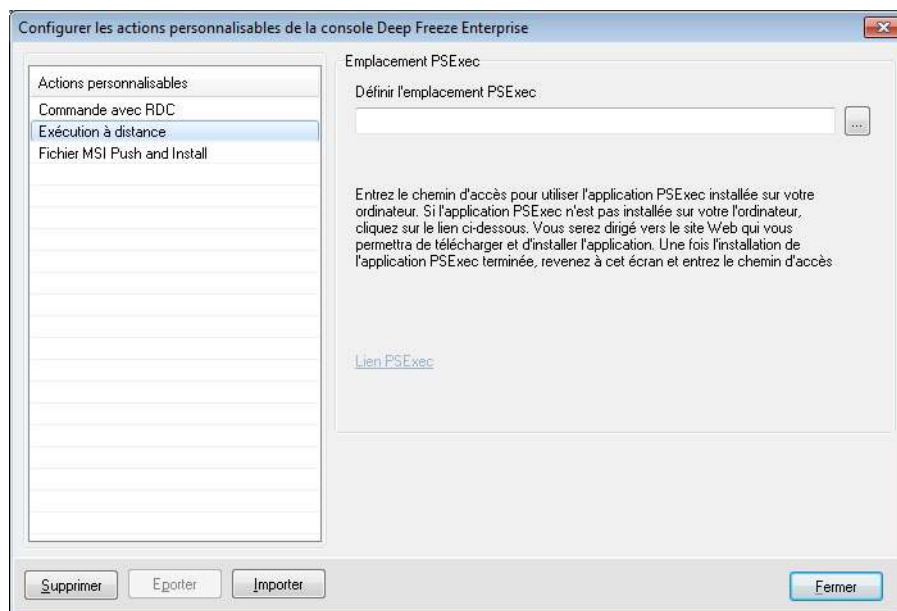 Configurer les actions personnalisables de la console Deep Freeze Enterprise
Actions personnalisables
Commande avec RDC
Exécution à distance
Fichier MSI Push and Install
Emplacement PSExec
Définir l'emplacement PSExec
...
Entrez le chemin d'accès pour utiliser l'application PSExec installée sur votre
ordinateur. Si l'application PSExec n'est pas installée sur votre l'ordinateur,
cliquez sur le lien ci-dessous. Vous serez dirigé vers le site Web qui vous
permettra de télécharger et d'installer l'application. Une fois l'installation de
l'application PSExec terminée, revenez à cet écran et entrez le chemin d'accès
Lien PSExec
Supprimer
Eporter
Importer
Fermer